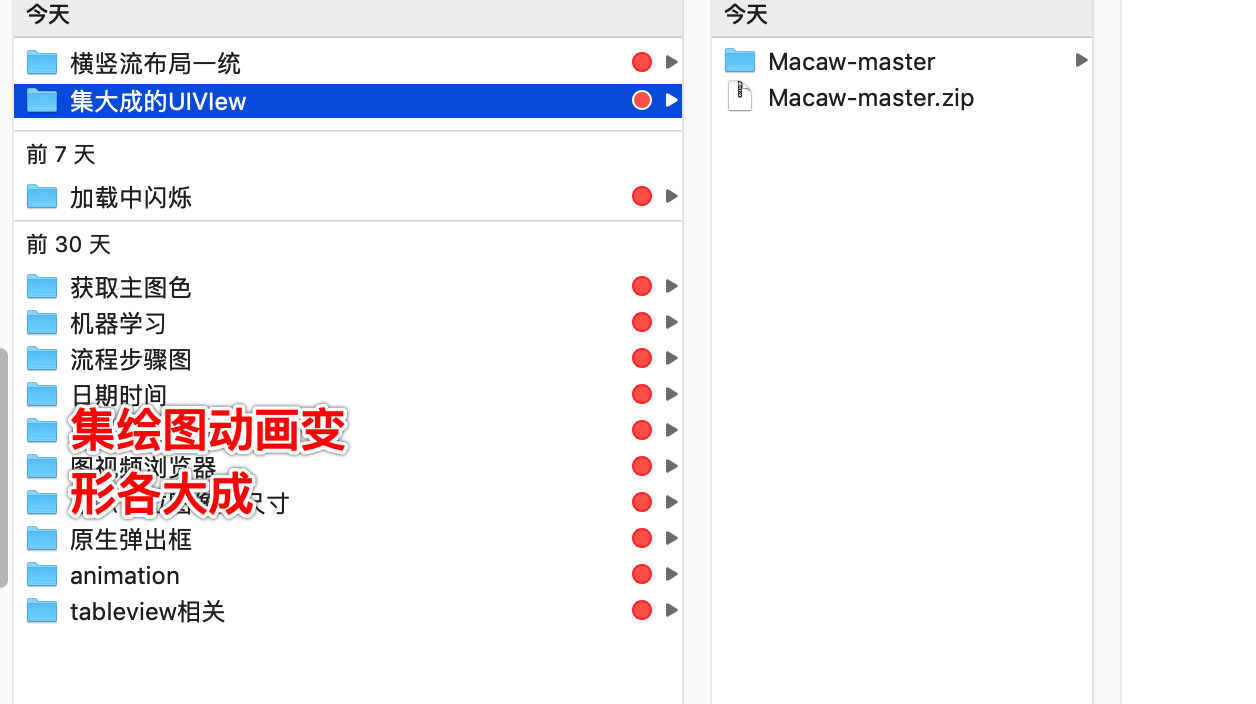 今天
横竖流布局一统
集大成的UIVIew
前 7 天
加载中闪烁
前 30 天
获取主图色
机器学习
流程步骤图
日期时间
集绘图动画变
图视频浏览器
形各大成
尺寸
原生弹出框
animation
tableview相关
今天
Macaw-master
Macaw-master.zip